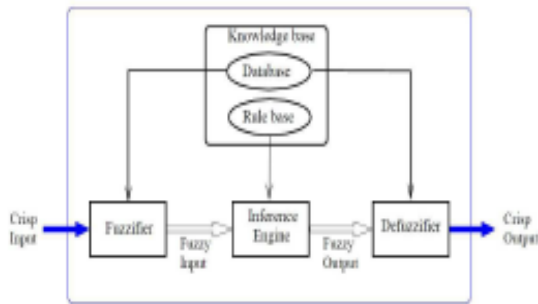 Knowledge base
Database
Rule base
Crisp
Input
Fuzzifier
Fuzzy
Input
Inference
Engine
Fuzzy
Output
Defuzzifier
Crisp
Output